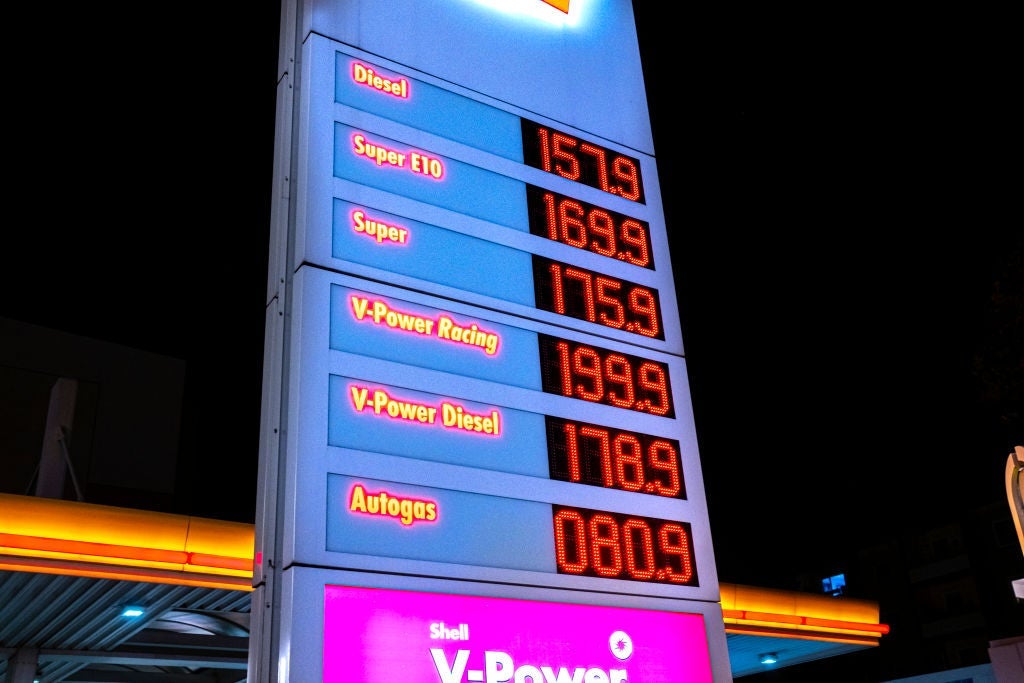 Diesel 157.9
Super E10 169.9
Super 175.9
V-Power Racing 199.9
V-Power Diesel 178.9
Autogas 080.9
Shell
V-Power